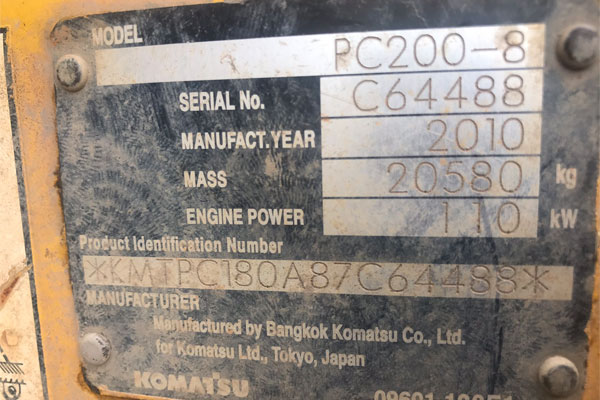 MODEL PC200-8
SERIAL No. C64488
MANUFACT.YEAR 2010
MASS 20580 kg
ENGINE POWER 110 kW
Product Identification Number
*KMTPC180A87C64488*
MANUFACTURER
Manufactured by Bangkok Komatsu Co., Ltd.
for Komatsu Ltd., Tokyo, Japan
KOMATSU